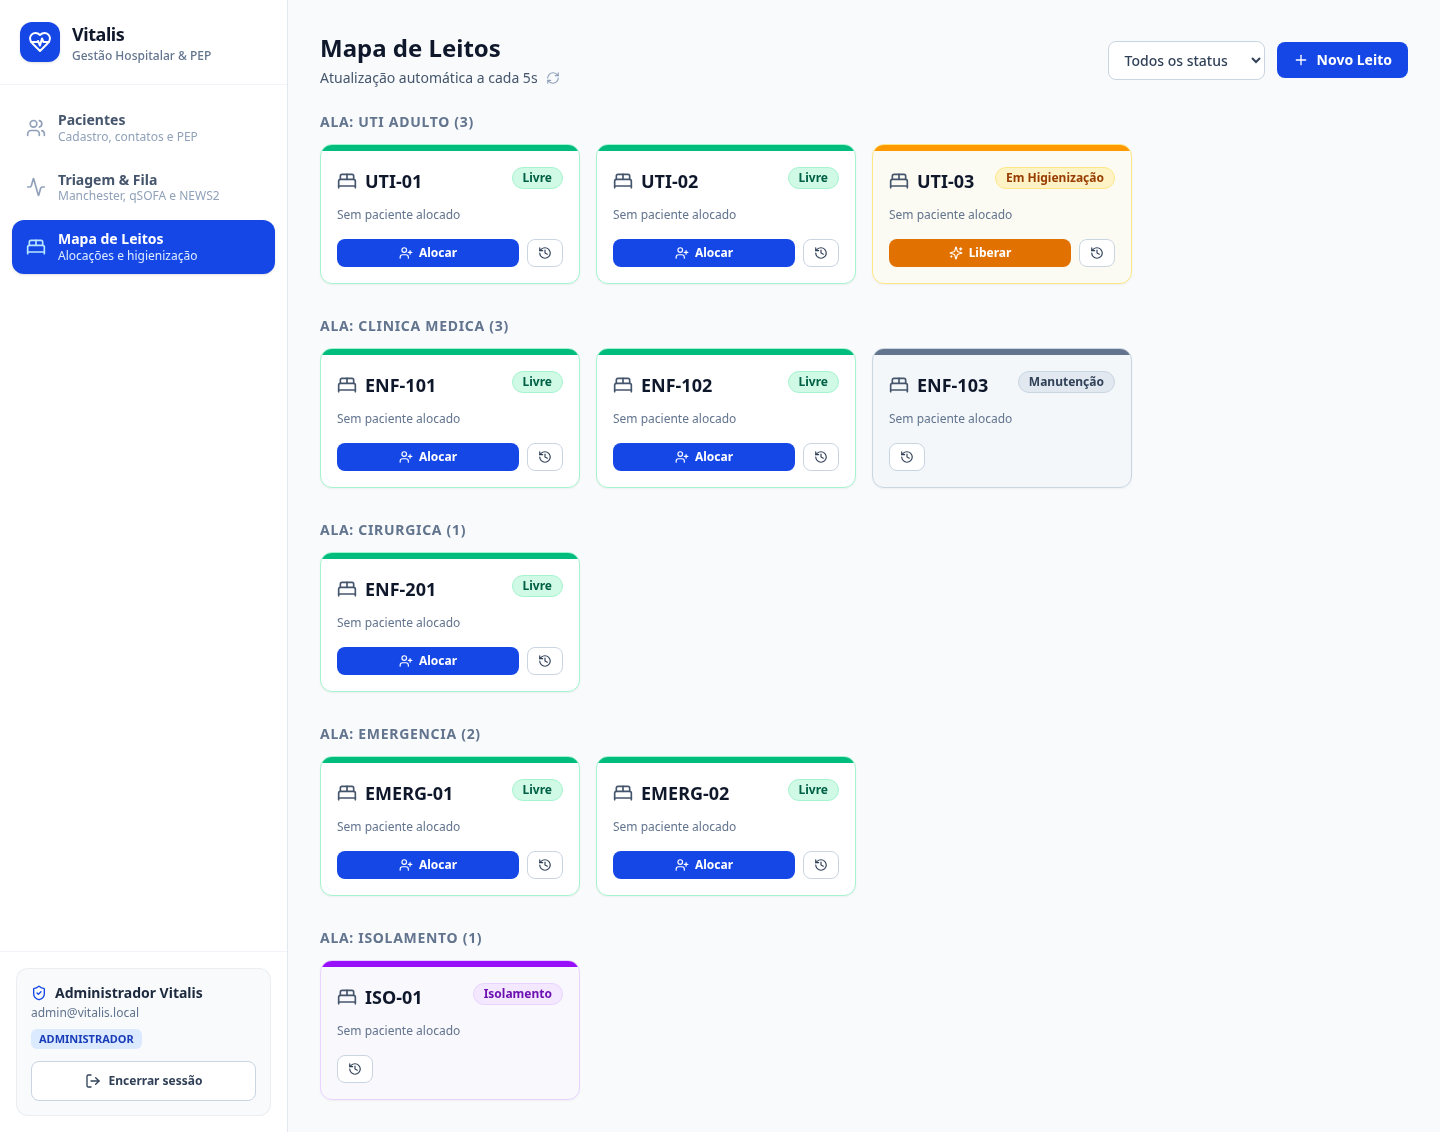 Vitalis
Gestão Hospitalar & PEP
Pacientes
Cadastro, contatos e PEP
Triagem & Fila
Manchester, qSOFA e NEWS2
Mapa de Leitos
Alocações e higienização
Administrador Vitalis
admin@vitalis.local
ADMINISTRADOR
Encerrar sessão
Mapa de Leitos
Atualização automática a cada 5s
Todos os status
Novo Leito
ALA: UTI ADULTO (3)
UTI-01 Livre
Sem paciente alocado
Alocar
UTI-02 Livre
Sem paciente alocado
Alocar
UTI-03 Em Higienização
Sem paciente alocado
Liberar
ALA: CLINICA MEDICA (3)
ENF-101 Livre
Sem paciente alocado
Alocar
ENF-102 Livre
Sem paciente alocado
Alocar
ENF-103 Manutenção
Sem paciente alocado
ALA: CIRURGICA (1)
ENF-201 Livre
Sem paciente alocado
Alocar
ALA: EMERGENCIA (2)
EMERG-01 Livre
Sem paciente alocado
Alocar
EMERG-02 Livre
Sem paciente alocado
Alocar
ALA: ISOLAMENTO (1)
ISO-01 Isolamento
Sem paciente alocado